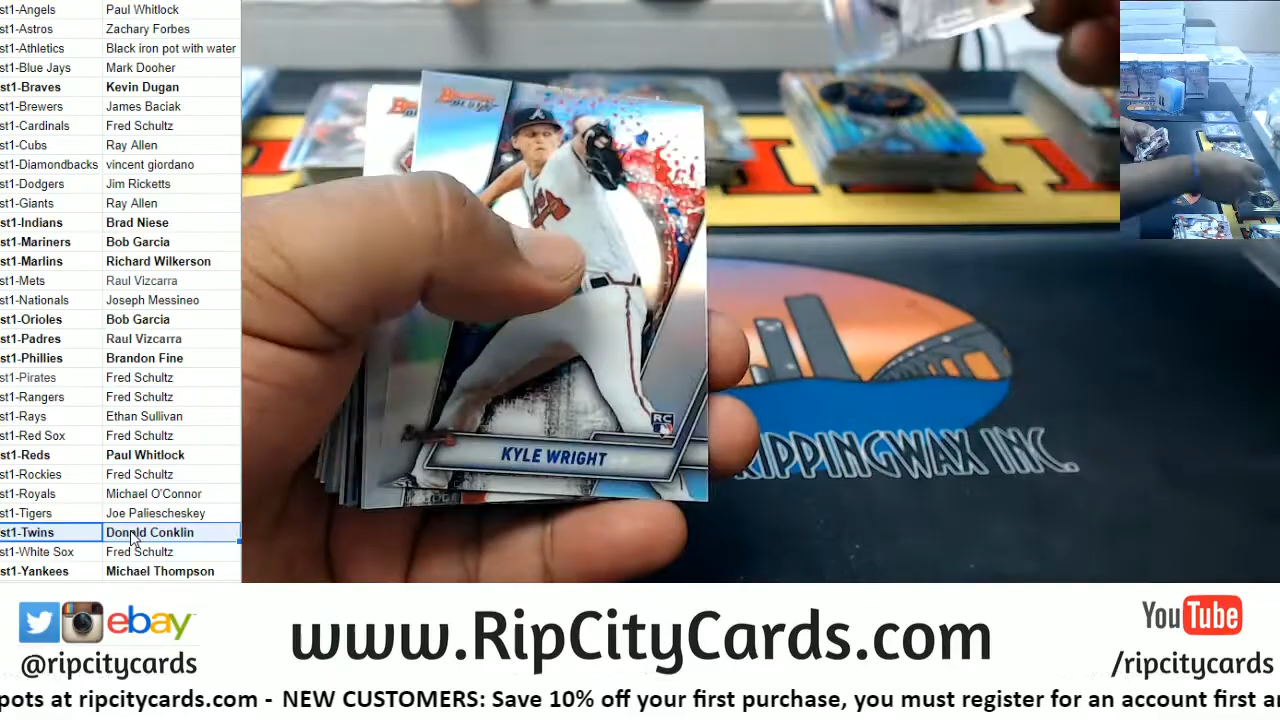 st1-Angels Paul Whitlock
st1-Astros Zachary Forbes
st1-Athletics Black iron pot with water
st1-Blue Jays Mark Dooher
st1-Braves Kevin Dugan
st1-Brewers James Baciak
st1-Cardinals Fred Schultz
st1-Cubs Ray Allen
st1-Diamondbacks vincent giordano
st1-Dodgers Jim Ricketts
st1-Giants Ray Allen
st1-Indians Brad Niese
st1-Mariners Bob Garcia
st1-Marlins Richard Wilkerson
st1-Mets Raul Vizcarra
st1-Nationals Joseph Messineo
st1-Orioles Bob Garcia
st1-Padres Raul Vizcarra
st1-Phillies Brandon Fine
st1-Pirates Fred Schultz
st1-Rangers Fred Schultz
st1-Rays Ethan Sullivan
st1-Red Sox Fred Schultz
st1-Reds Paul Whitlock
st1-Rockies Fred Schultz
st1-Royals Michael O'Connor
st1-Tigers Joe Paliescheskey
st1-Twins Donald Conklin
st1-White Sox Fred Schultz
st1-Yankees Michael Thompson
RC
KYLE WRIGHT
RIPPINGWAX INC.
ebay
@ripcitycards
www.RipCityCards.com
YouTube
/ripcitycards
pots at ripcitycards.com - NEW CUSTOMERS: Save 10% off your first purchase, you must register for an account first a